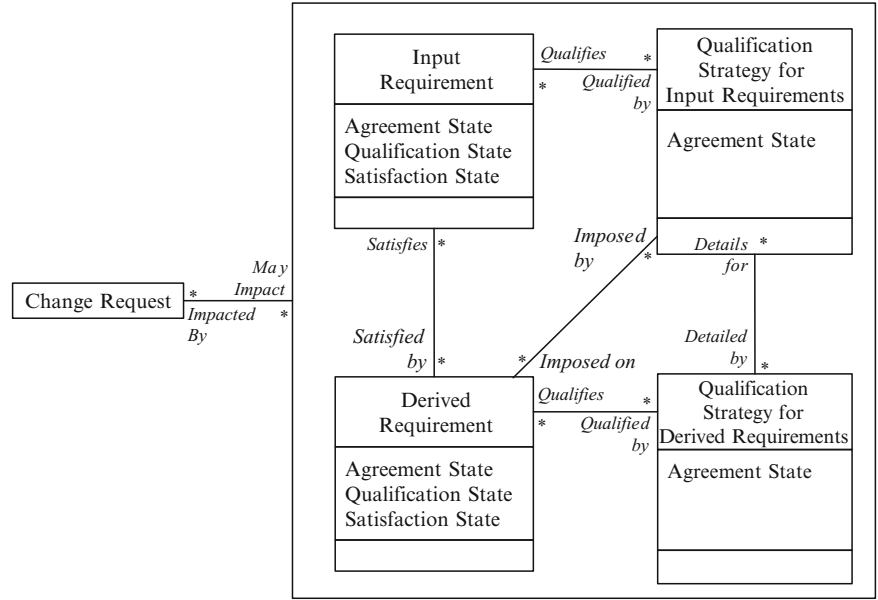 Input
Requirement
Agreement State
Qualification State
Satisfaction State
Qualifies
*
*
Qualified
by
Qualification
Strategy for
Input Requirements
Agreement State
Satisfies
*
Imposed
by
*
Details
*
for
Change Request
*
May
Impact
Impacted
*
By
Satisfied
by
*
*
Imposed on
Detailed
by
*
Derived
Requirement
Agreement State
Qualification State
Satisfaction State
Qualifies
*
*
Qualified
by
Qualification
Strategy for
Derived Requirements
Agreement State